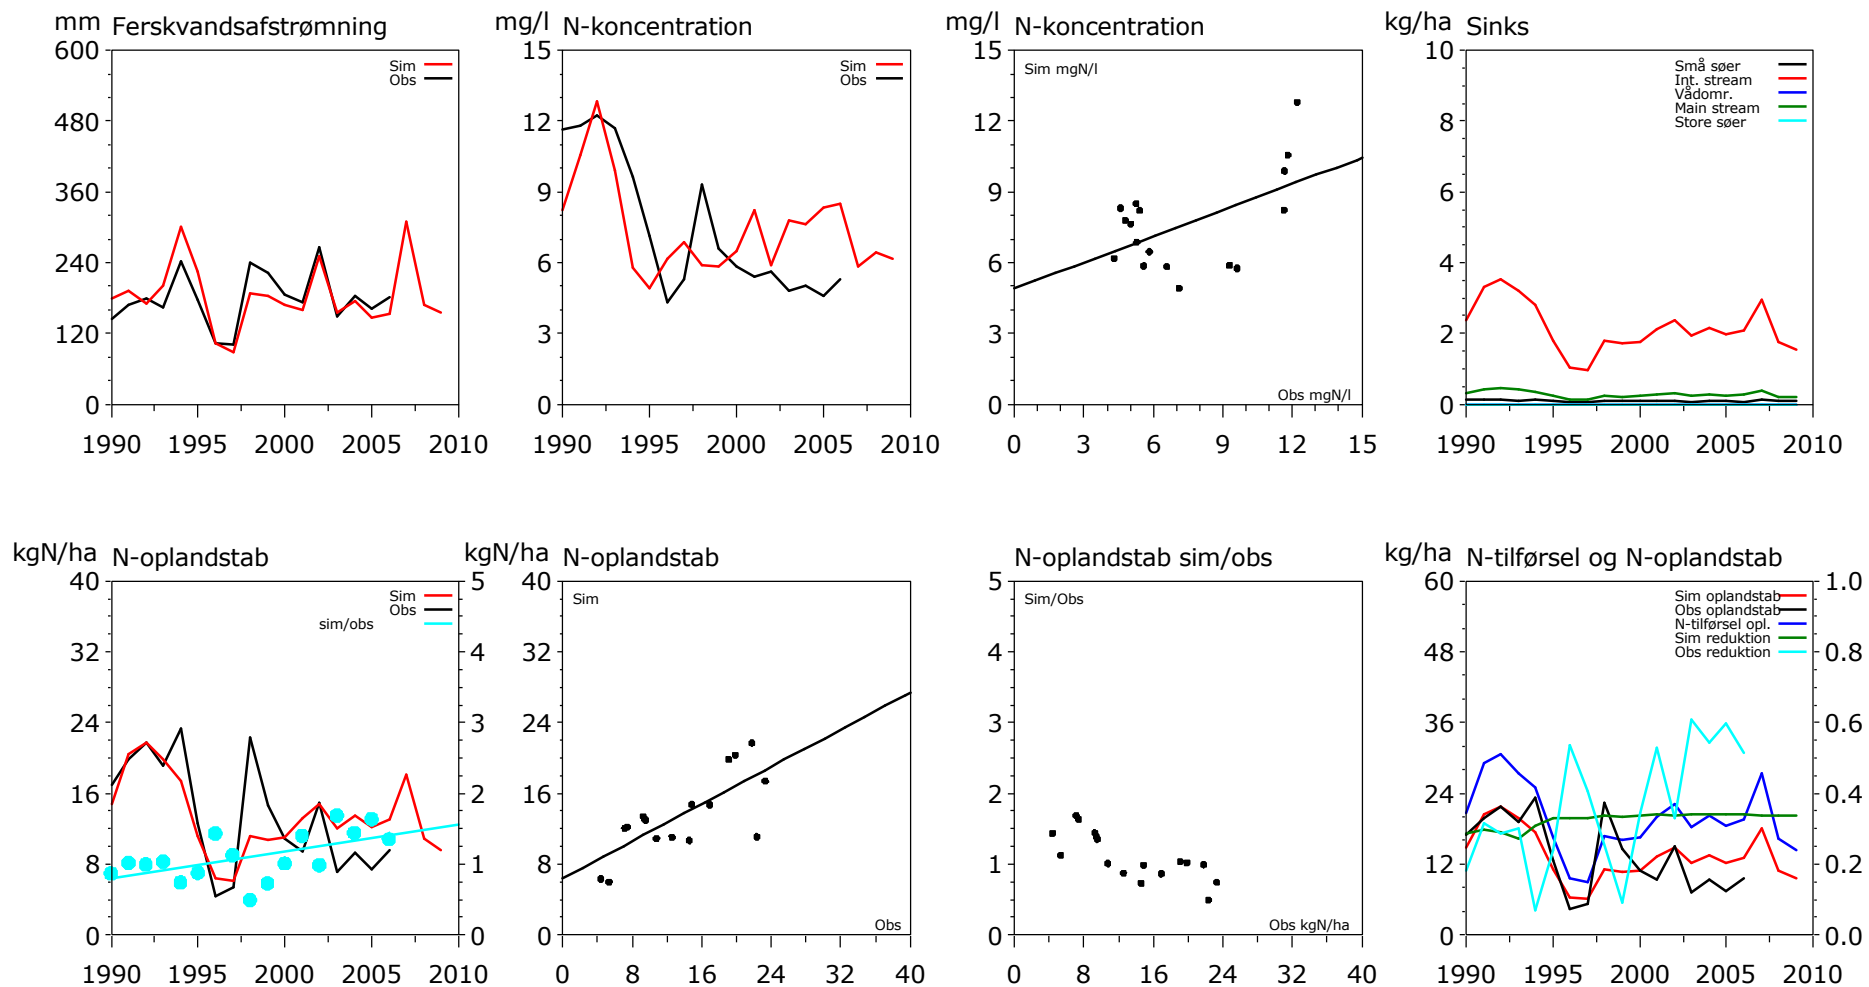 mm Ferskvandsafstrømning
600
480
360
240
120
0
1990 1995 2000 2005 2010
Sim
Obs
mg/l N-koncentration
15
12
9
6
3
0
1990 1995 2000 2005 2010
Sim
Obs
mg/l N-koncentration
15
12
9
6
3
0
0 3 6 9 12 15
Sim mgN/l
Obs mgN/l
kg/ha Sinks
10
8
6
4
2
0
1990 1995 2000 2005 2010
Små søer
Int. stream
Vådomr.
Main stream
Store søer
kgN/ha N-oplandstab
40
32
24
16
8
0
1990 1995 2000 2005 2010
Sim
Obs
sim/obs
5
4
3
2
1
0
kgN/ha N-oplandstab
40
32
24
16
8
0
0 8 16 24 32 40
Sim
Obs
N-oplandstab sim/obs
5
4
3
2
1
0
0 8 16 24 32 40
Sim/Obs
Obs kgN/ha
kg/ha N-tilførsel og N-oplandstab
60
48
36
24
12
0
1990 1995 2000 2005 2010
Sim oplandstab
Obs oplandstab
N-tilførsel opl.
Sim reduktion
Obs reduktion
1.0
0.8
0.6
0.4
0.2
0.0